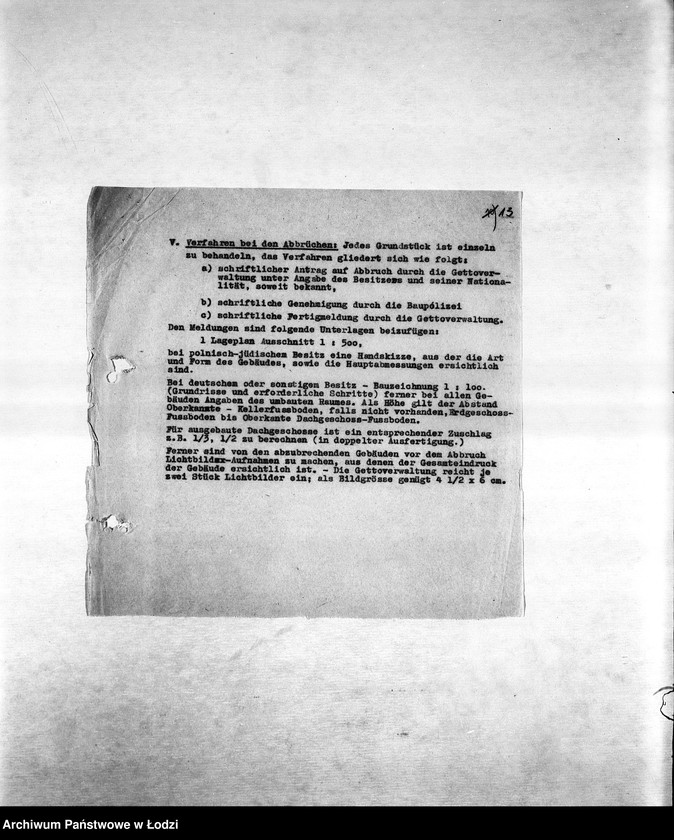 13
V. Verfahren bei den Abbrüchen: Jedes Grundstück ist einzeln
zu behandeln, das Verfahren gliedert sich wie folgt:
a) schriftlicher Antrag auf Abbruch durch die Gettover-
waltung unter Angabe des Besitzers und seiner Nationa-
lität, soweit bekannt,
b) schriftliche Genehmigung durch die Baupolizei
c) schriftliche Fertigmeldung durch die Gettoverwaltung.
Den Meldungen sind folgende Unterlagen beizufügen:
1 Lageplan Ausschnitt 1 : 500,
bei polnisch-jüdischem Besitz eine Handskizze, aus der die Art
und Form des Gebäudes, sowie die Hauptabmessungen ersichtlich
sind.
Bei deutschem oder sonstigen Besitz - Bauzeichnung 1 : 100.
(Grundrisse und erforderliche Schritte) ferner bei allen Ge-
bäuden Angaben des umbauten Raumes. Als Höhe gilt der Abstand
Oberkante - Kellerfussboden, falls nicht vorhanden, Erdgeschoss-
Fussboden bis Oberkante Dachgeschoss-Fussboden.
Für ausgebaute Dachgeschosse ist ein entsprechender Zuschlag
z.B. 1/3, 1/2 zu berechnen (in doppelter Ausfertigung.)
Ferner sind von den abzubrechenden Gebäuden vor dem Abbruch
Lichtbild-Aufnahmen zu machen, aus denen der Gesamteindruck
der Gebäude ersichtlich ist. - Die Gettoverwaltung reicht je
zwei Stück Lichtbilder ein; als Bildgrösse genügt 4 1/2 x 6 cm.
Archiwum Państwowe w Łodzi